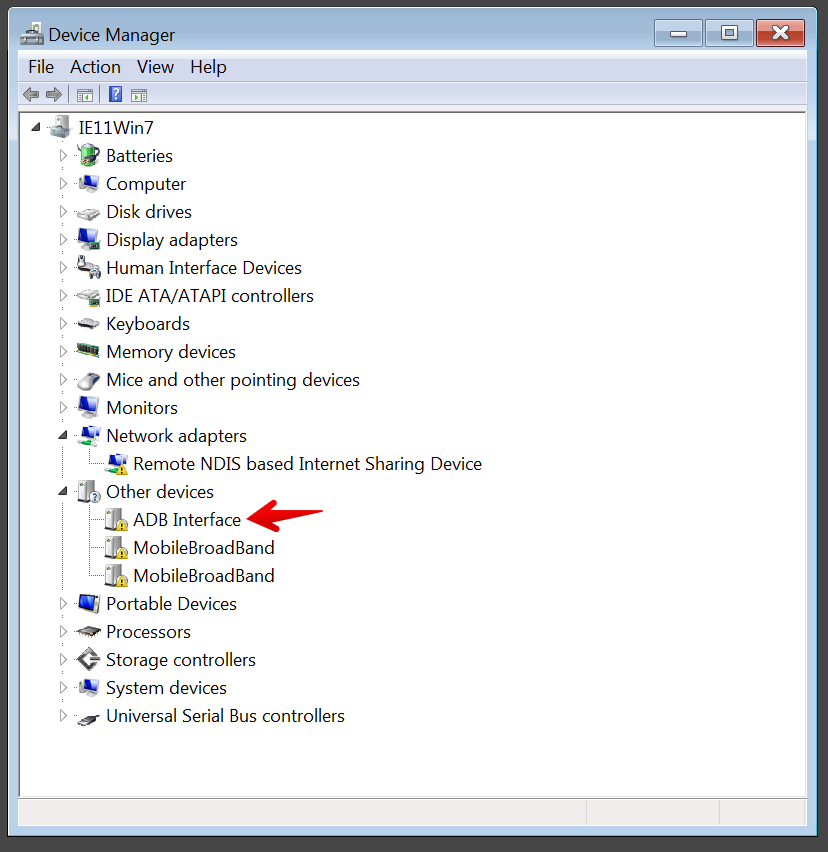 Device Manager
File Action View Help
IE11Win7
Batteries
Computer
Disk drives
Display adapters
Human Interface Devices
IDE ATA/ATAPI controllers
Keyboards
Memory devices
Mice and other pointing devices
Monitors
Network adapters
Remote NDIS based Internet Sharing Device
Other devices
ADB Interface
MobileBroadBand
MobileBroadBand
Portable Devices
Processors
Storage controllers
System devices
Universal Serial Bus controllers